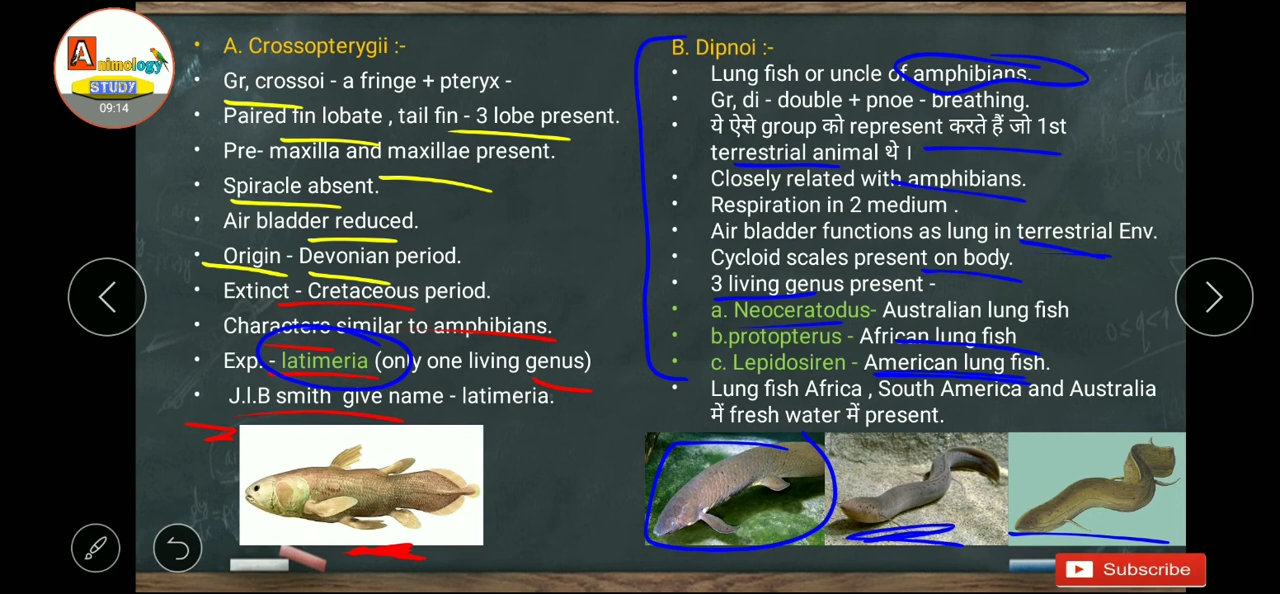 Animology
STUDY
09:14
A. Crossopterygii :-
Gr, crossoi - a fringe + pteryx -
Paired fin lobate , tail fin - 3 lobe present.
Pre- maxilla and maxillae present.
Spiracle absent.
Air bladder reduced.
Origin - Devonian period.
Extinct - Cretaceous period.
Characters similar to amphibians.
Exp. - latimeria (only one living genus)
J.l.B smith give name - latimeria.
B. Dipnoi :-
Lung fish or uncle of amphibians.
Gr, di - double + pnoe - breathing.
ये ऐसे group को represent करते हैं जो 1st
terrestrial animal थे ।
Closely related with amphibians.
Respiration in 2 medium .
Air bladder functions as lung in terrestrial Env.
Cycloid scales present on body.
3 living genus present -
a. Neoceratodus- Australian lung fish
b.protopterus - African lung fish
c. Lepidosiren - American lung fish.
Lung fish Africa , South America and Australia
में fresh water में present.
Subscribe